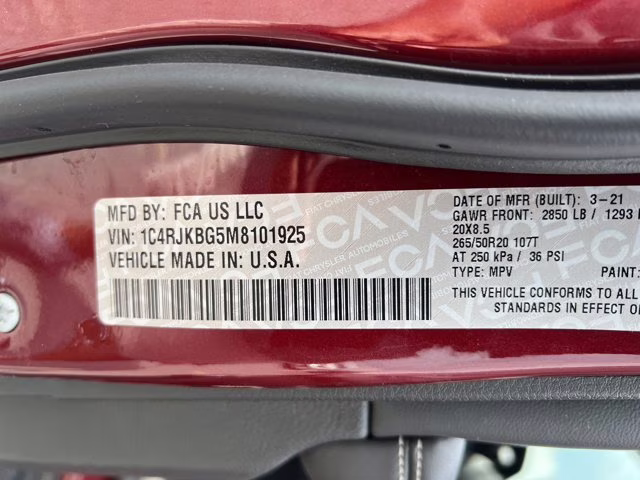 MFD BY: FCA US LLC
VIN: 1C4RJKBG5M8101925
VEHICLE MADE IN: U.S.A.
DATE OF MFR (BUILT): 3-21
GAWR FRONT: 2850 LB / 1293
20X8.5
265/50R20 107T
AT 250 kPa / 36 PSI
TYPE: MPV PAINT:
THIS VEHICLE CONFORMS TO ALL
STANDARDS IN EFFECT